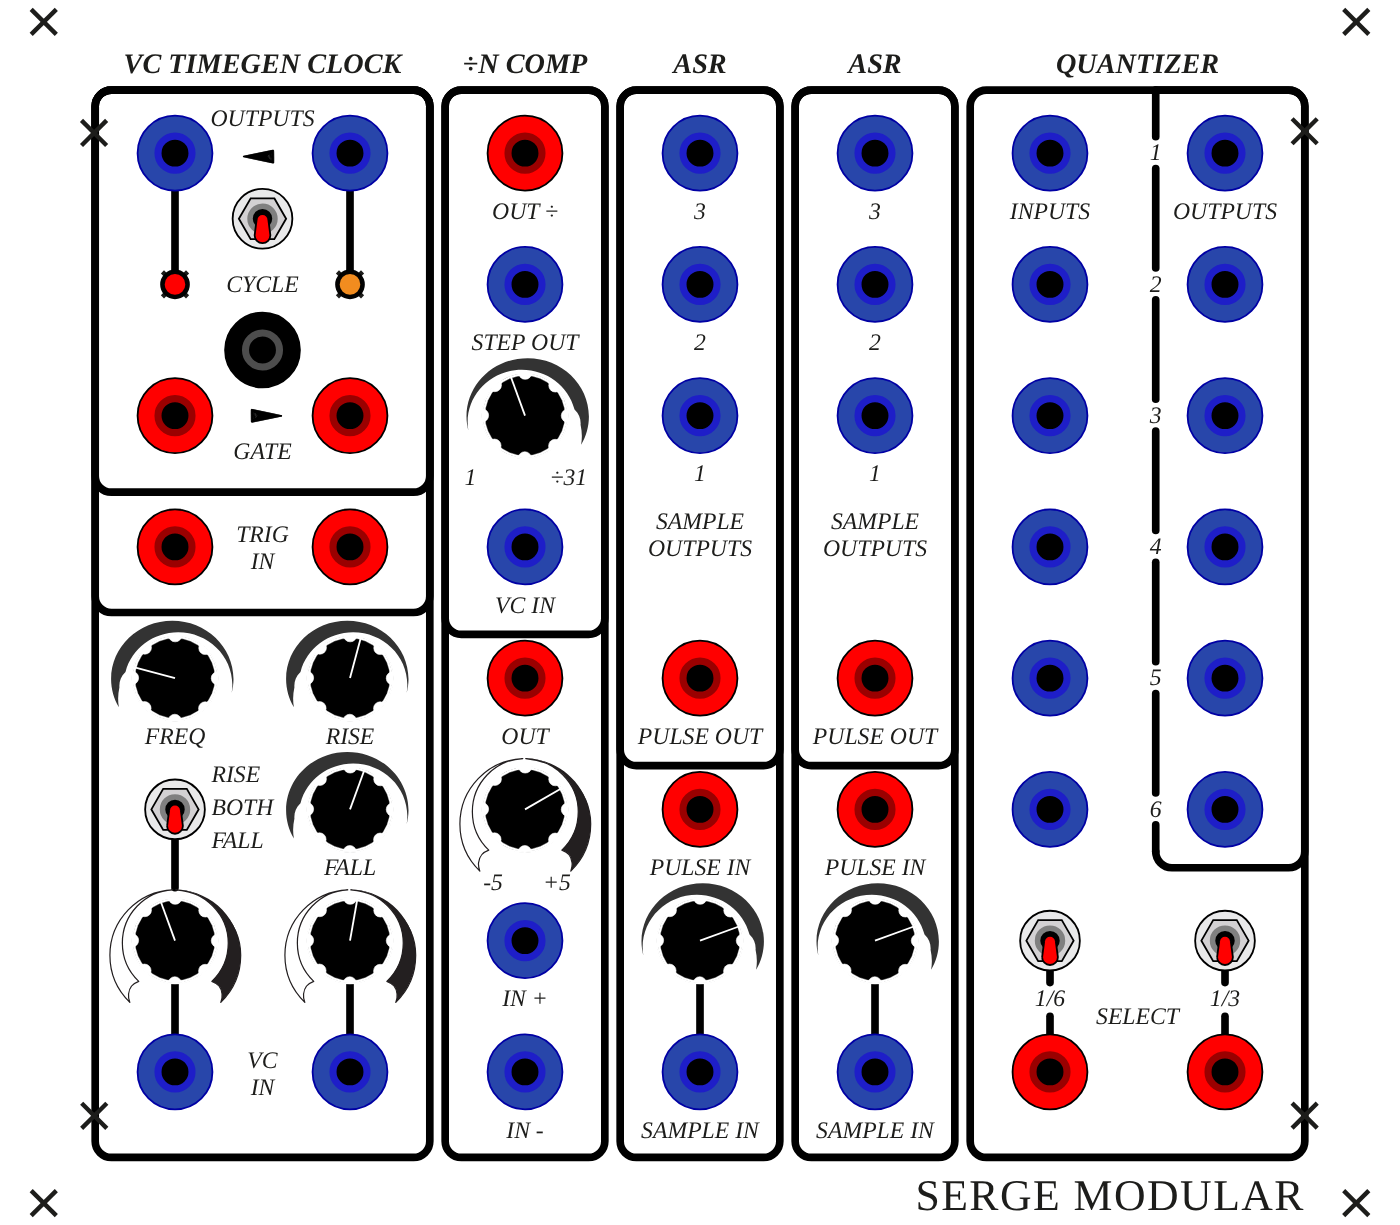 VC TIMEGEN CLOCK
OUTPUTS
CYCLE
GATE
TRIG
IN
FREQ
RISE
RISE
BOTH
FALL
FALL
VC
IN
÷N COMP
OUT ÷
STEP OUT
1 ÷31
VC IN
OUT
-5 +5
IN +
IN -
ASR
3
2
1
SAMPLE
OUTPUTS
PULSE OUT
PULSE IN
SAMPLE IN
ASR
3
2
1
SAMPLE
OUTPUTS
PULSE OUT
PULSE IN
SAMPLE IN
QUANTIZER
1
INPUTS OUTPUTS
2
3
4
5
6
1/6 1/3
SELECT
SERGE MODULAR